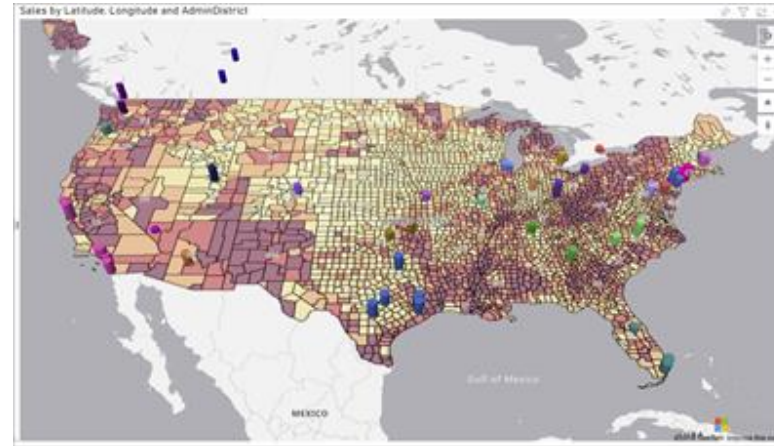 Sales by Latitude, Longitude and AdminDistrict
Gulf of Mexico
MEXICO